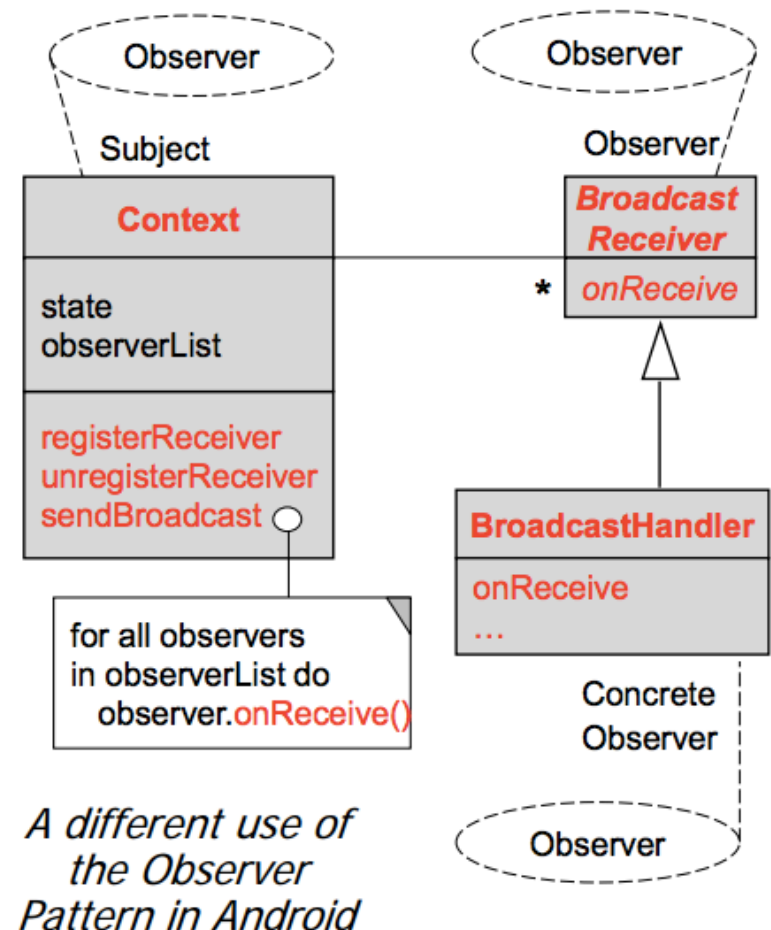 Observer
Observer
Subject
Observer
Context
Broadcast
Receiver
state
observerList
* onReceive
registerReceiver
unregisterReceiver
sendBroadcast
BroadcastHandler
onReceive
...
for all observers
in observerList do
observer.onReceive()
Concrete
Observer
Observer
A different use of
the Observer
Pattern in Android